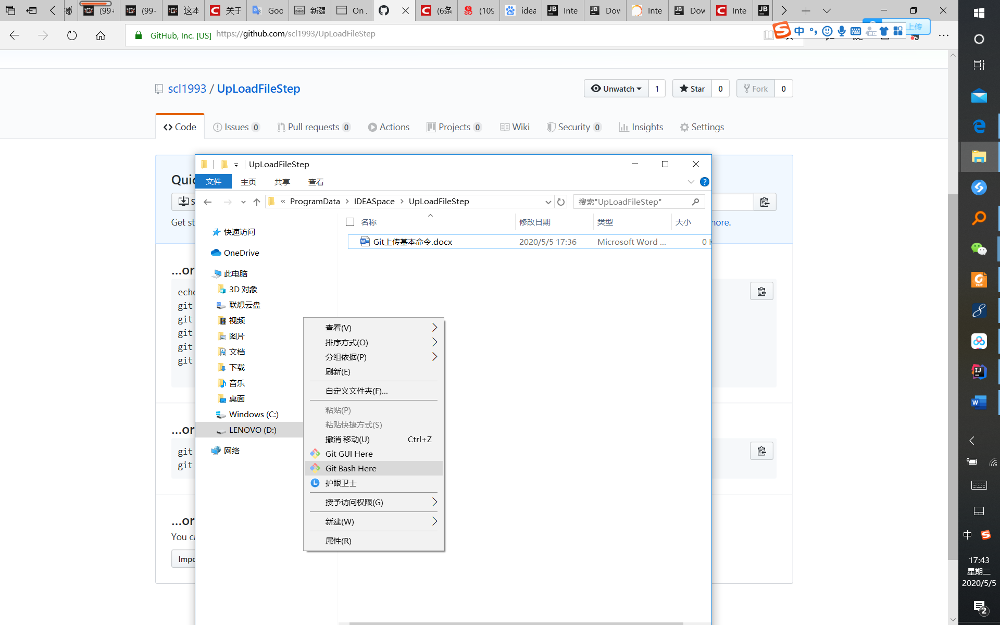 (99+
(99+
这本
关于
Goo
新建
On .
(6条
(109
idea
Inte
Dov
Inte
Dov
Inte
GitHub, Inc. [US] https://github.com/scl1993/UpLoadFileStep
中
上传
scl1993 / UpLoadFileStep
Unwatch 1
Star 0
Fork 0
Code
Issues 0
Pull requests 0
Actions
Projects 0
Wiki
Security 0
Insights
Settings
Quic
S
Get st
ore.
UpLoadFileStep
文件 主页 共享 查看
« ProgramData > IDEASpace > UpLoadFileStep
搜索"UpLoadFileStep"
名称 修改日期 类型 大小
Git上传基本命令.docx 2020/5/5 17:36 Microsoft Word ... 0
快速访问
OneDrive
此电脑
3D 对象
联想云盘
视频
图片
文档
下载
音乐
桌面
Windows (C:)
LENOVO (D:)
网络
查看(V)
排序方式(O)
分组依据(P)
刷新(E)
自定义文件夹(F)...
粘贴(P)
粘贴快捷方式(S)
撤消 移动(U) Ctrl+Z
Git GUI Here
Git Bash Here
护眼卫士
授予访问权限(G)
新建(W)
属性(R)
...or
echo
git
git
git
git
git
...or
git
git
...or
You ca
Impo
中
17:43
星期二
2020/5/5
2